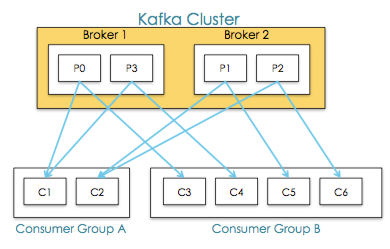 Kafka Cluster
Broker 1 Broker 2
P0 P3 P1 P2
C1 C2 C3 C4 C5 C6
Consumer Group A Consumer Group B